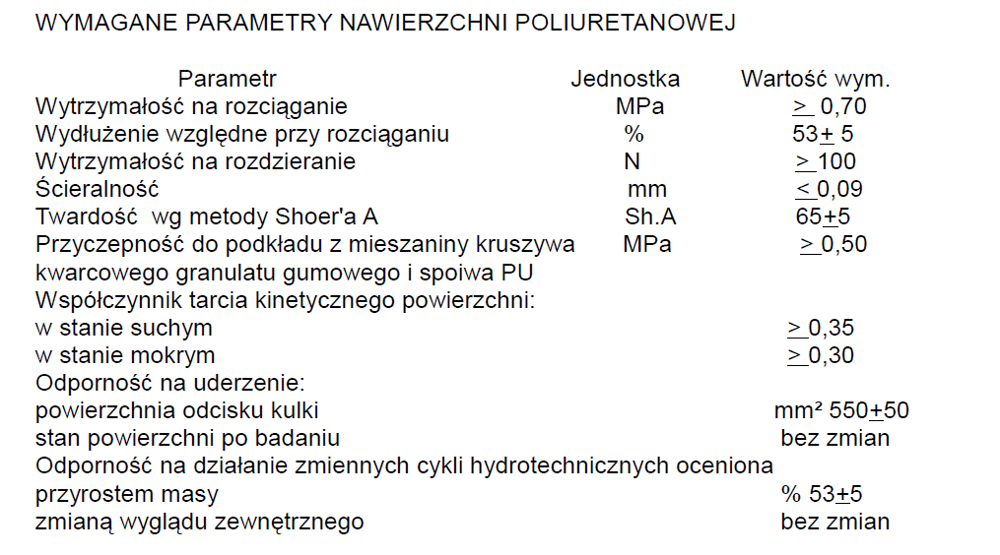 WYMAGANE PARAMETRY NAWIERZCHNI POLIURETANOWEJ
Parametr Jednostka Wartość wym.
Wytrzymałość na rozciąganie MPa ≥ 0,70
Wydłużenie względne przy rozciąganiu % 53± 5
Wytrzymałość na rozdzieranie N ≥ 100
Ścieralność mm ≤ 0,09
Twardość wg metody Shoer'a A Sh.A 65±5
Przyczepność do podkładu z mieszaniny kruszywa MPa ≥ 0,50
kwarcowego granulatu gumowego i spoiwa PU
Współczynnik tarcia kinetycznego powierzchni:
w stanie suchym ≥ 0,35
w stanie mokrym ≥ 0,30
Odporność na uderzenie:
powierzchnia odcisku kulki mm² 550±50
stan powierzchni po badaniu bez zmian
Odporność na działanie zmiennych cykli hydrotechnicznych oceniona
przyrostem masy % 53±5
zmianą wyglądu zewnętrznego bez zmian